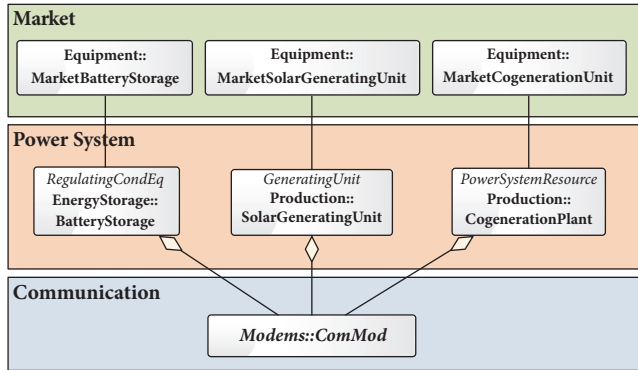 Market
Equipment::
MarketBatteryStorage
Equipment::
MarketSolarGeneratingUnit
Equipment::
MarketCogenerationUnit
Power System
RegulatingCondEq
EnergyStorage::
BatteryStorage
GeneratingUnit
Production::
SolarGeneratingUnit
PowerSystemResource
Production::
CogenerationPlant
Communication
Modems::ComMod